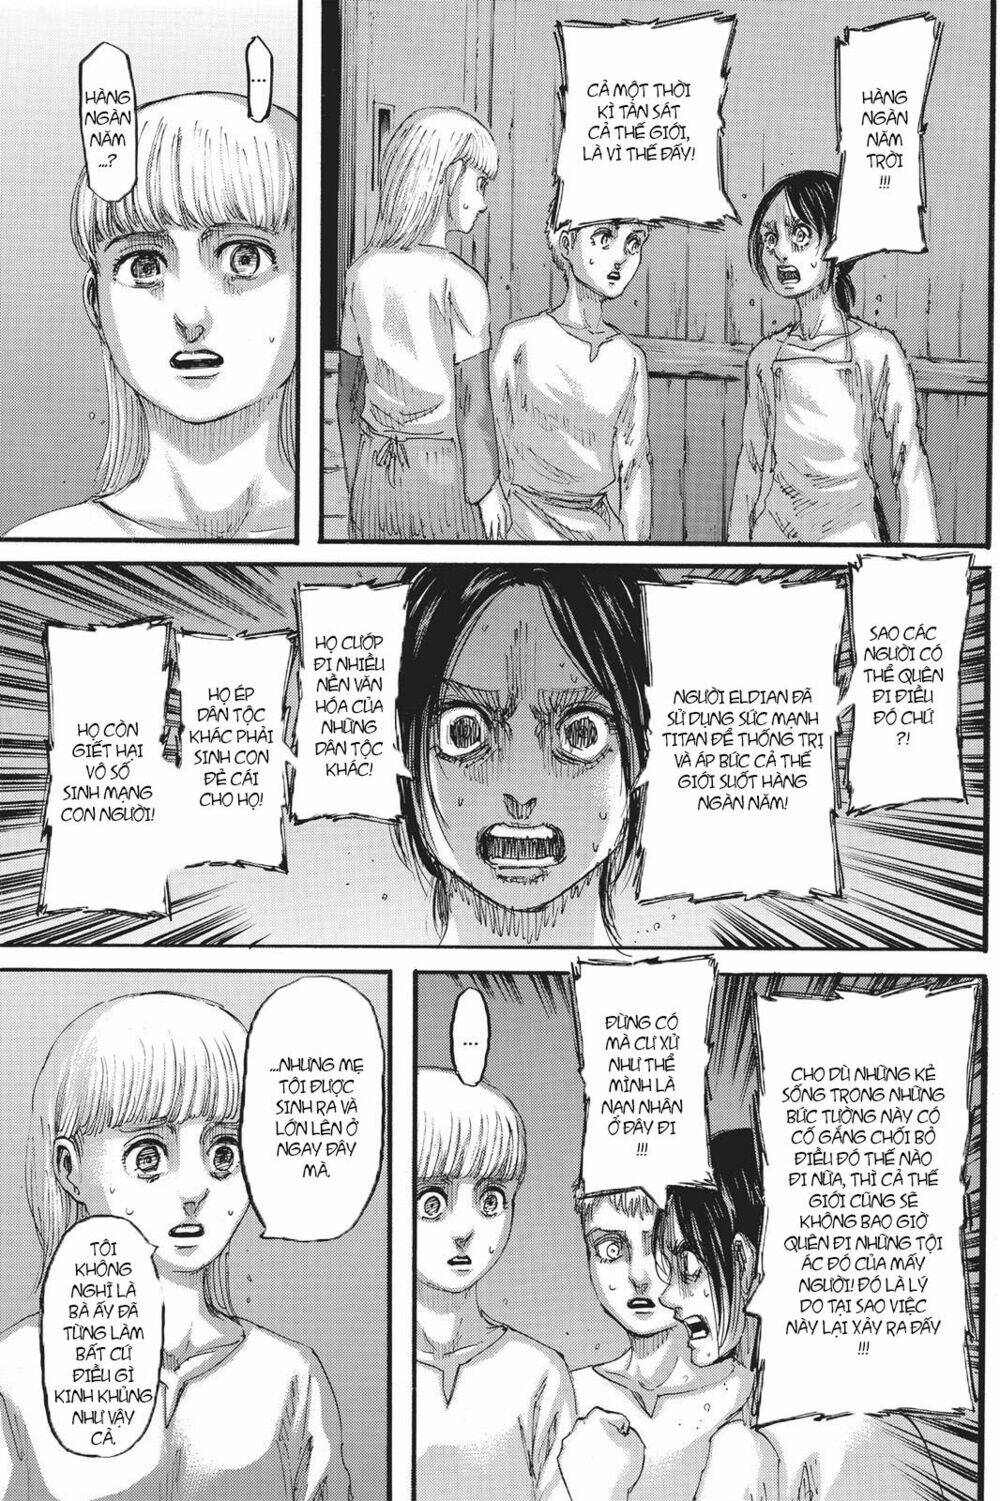 HÀNG
NGÀN
NĂM
TRỜI
!!!
CẢ MỘT THỜI
KÌ TÀN SÁT
CẢ THẾ GIỚI,
LÀ VÌ THẾ ĐẤY!
...
HÀNG
NGÀN
NĂM
...?
SAO CÁC
NGƯỜI CÓ
THỂ QUÊN
ĐI ĐIỀU
ĐÓ CHỨ
?!
NGƯỜI ELDIAN ĐÃ
SỬ DỤNG SỨC MẠNH
TITAN ĐỂ THỐNG TRỊ
VÀ ÁP BỨC CẢ THẾ
GIỚI SUỐT HÀNG
NGÀN NĂM!
HỌ CƯỚP
ĐI NHIỀU
NỀN VĂN
HÓA CỦA
NHỮNG
DÂN TỘC
KHÁC!
HỌ ÉP
DÂN TỘC
KHÁC PHẢI
SINH CON
ĐẺ CÁI
CHO HỌ!
HỌ CÒN
GIẾT HẠI
VÔ SỐ
SINH MẠNG
CON NGƯỜI!
CHO DÙ NHỮNG KẺ
SỐNG TRONG NHỮNG
BỨC TƯỜNG NÀY CÓ
CỐ GẮNG CHỐI BỎ
ĐIỀU ĐÓ THẾ NÀO
ĐI NỮA, THÌ CẢ THẾ
GIỚI CŨNG SẼ
KHÔNG BAO GIỜ
QUÊN ĐI NHỮNG TỘI
ÁC ĐÓ CỦA MẤY
NGƯỜI! ĐÓ LÀ LÝ
DO TẠI SAO VIỆC
NÀY LẠI XẢY RA ĐẤY
!!!
ĐỪNG CÓ
MÀ CƯ XỬ
NHƯ THỂ
MÌNH LÀ
NẠN NHÂN
Ở ĐÂY ĐI
!!!
...
...NHƯNG MẸ
TÔI ĐƯỢC
SINH RA VÀ
LỚN LÊN Ở
NGAY ĐÂY
MÀ.
TÔI
KHÔNG
NGHĨ LÀ
BÀ ẤY ĐÃ
TỪNG LÀM
BẤT CỨ
ĐIỀU GÌ
KINH KHỦNG
NHƯ VẬY
CẢ.